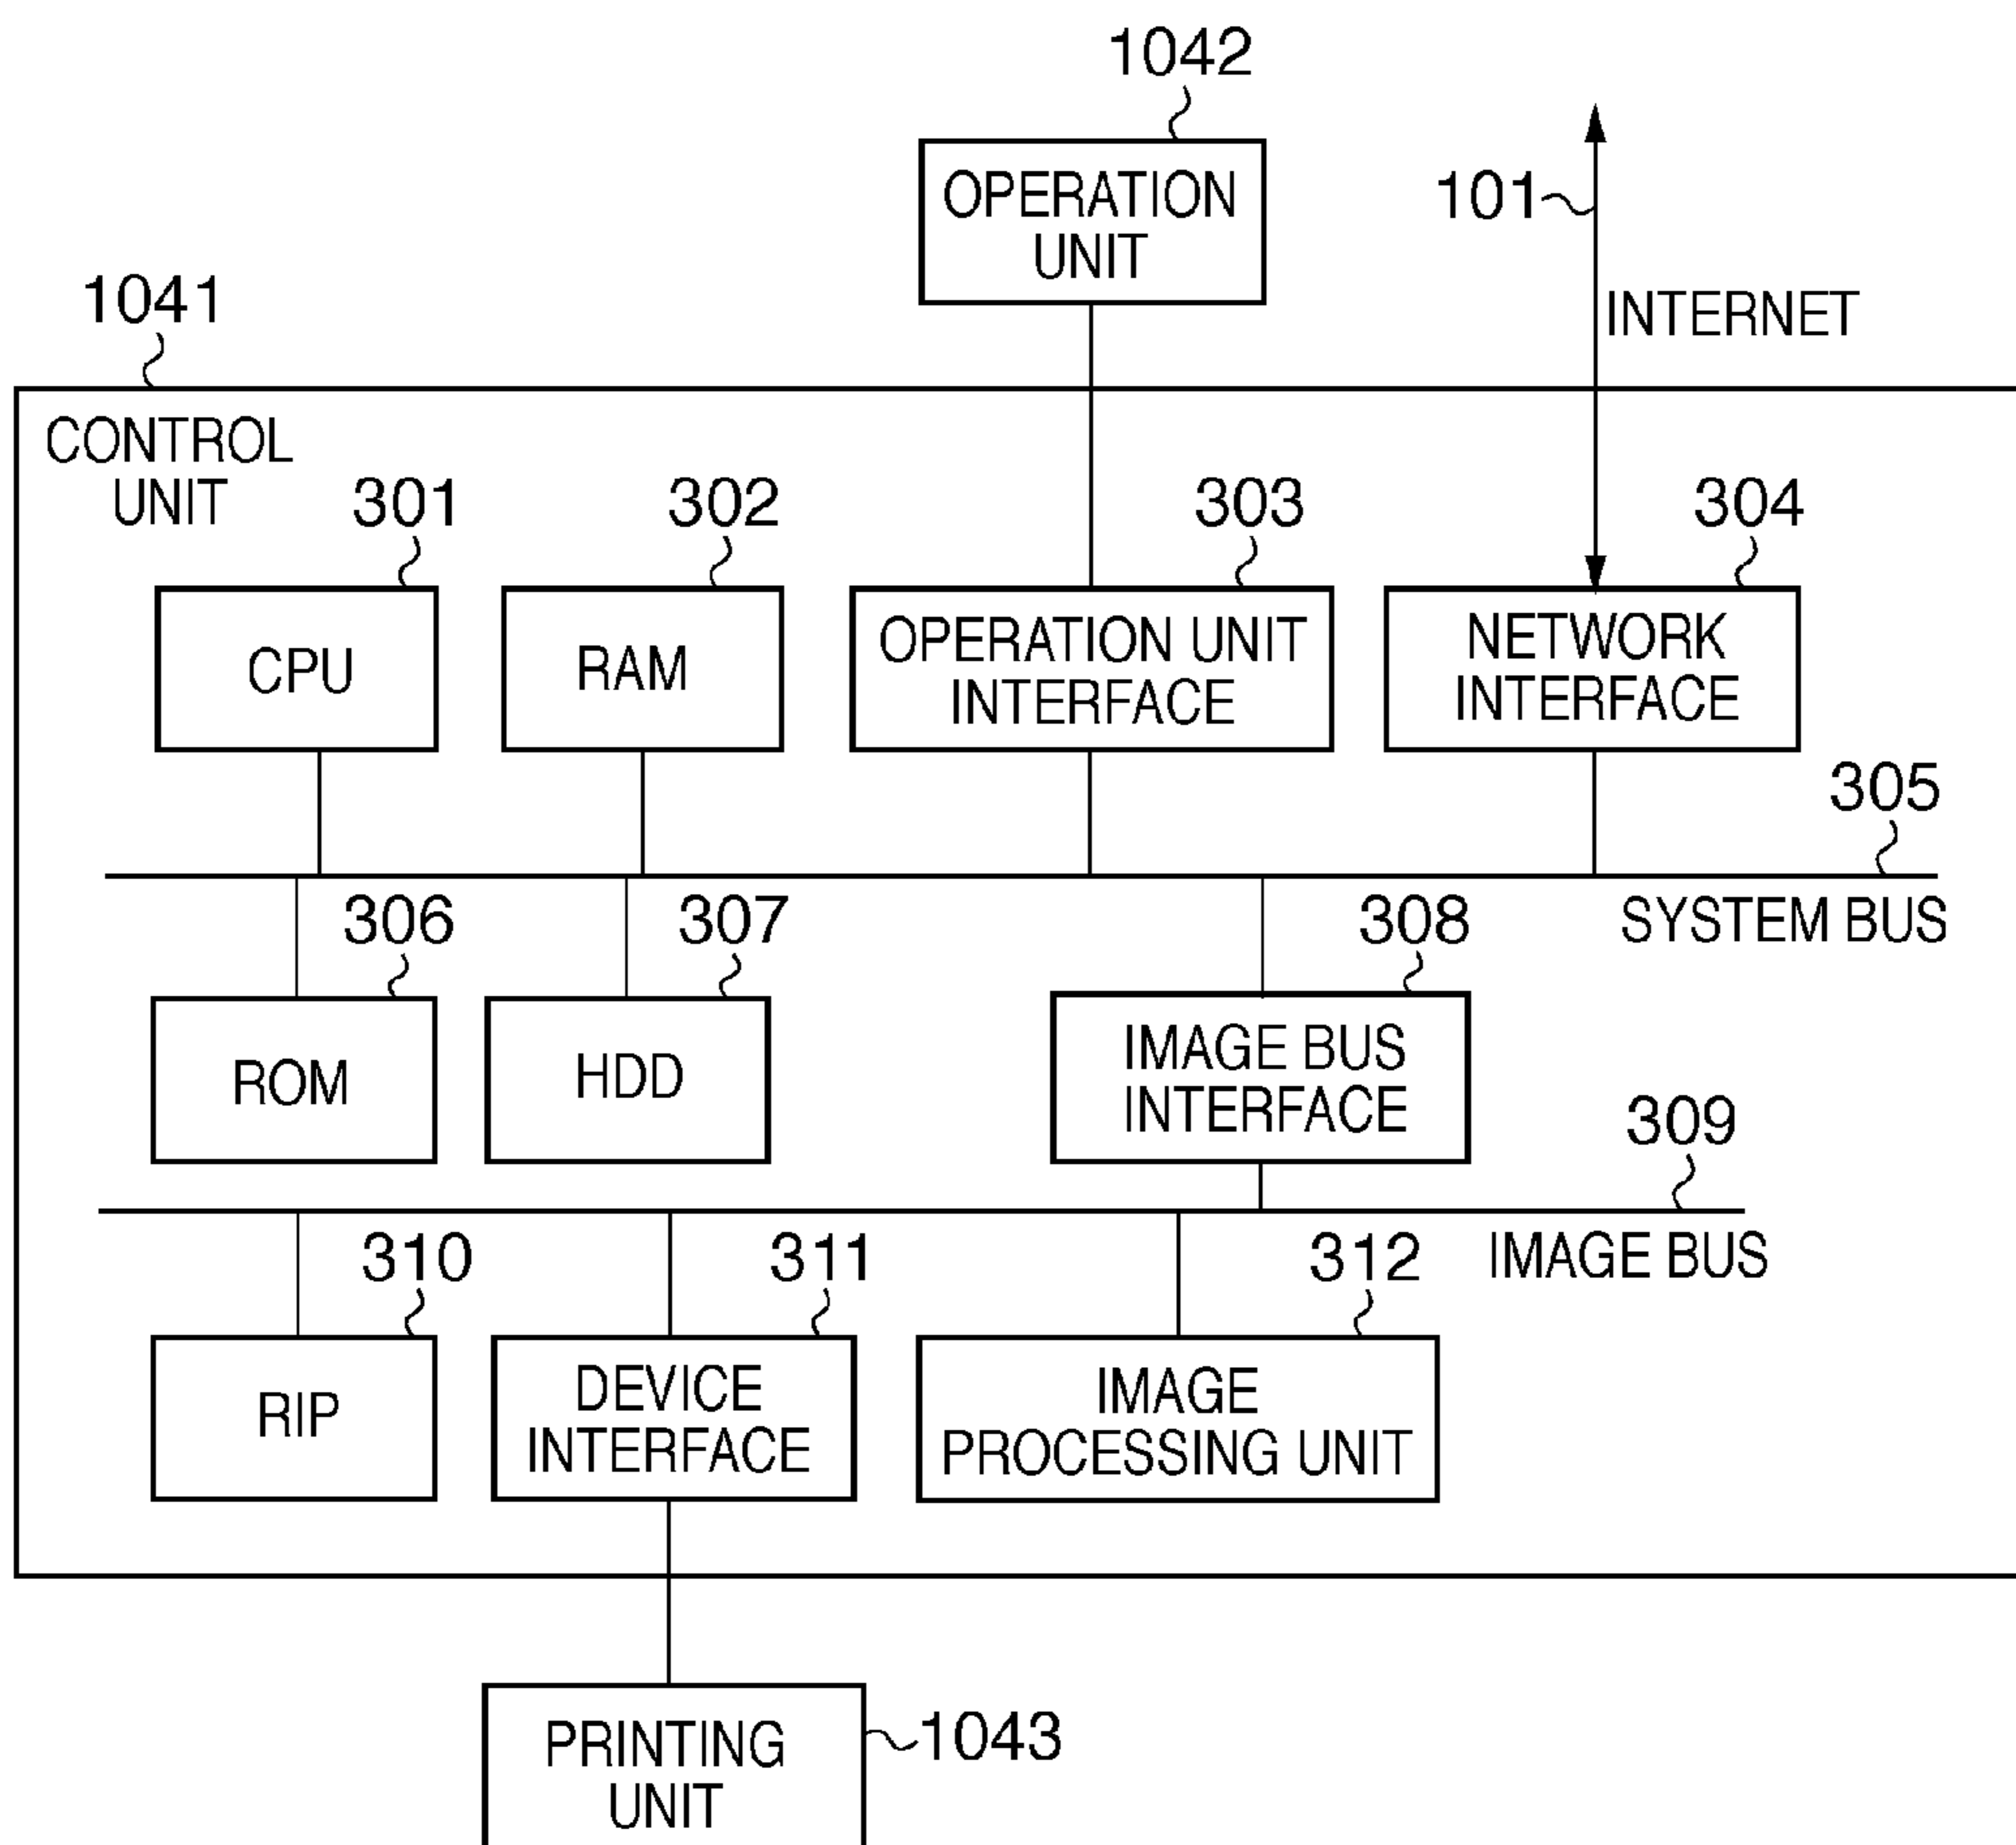 1042
OPERATION
UNIT
101
INTERNET
1041
CONTROL
UNIT
301
302
303
304
CPU
RAM
OPERATION UNIT
INTERFACE
NETWORK
INTERFACE
305
SYSTEM BUS
306
307
308
ROM
HDD
IMAGE BUS
INTERFACE
309
IMAGE BUS
310
311
312
RIP
DEVICE
INTERFACE
IMAGE
PROCESSING UNIT
PRINTING
UNIT
1043